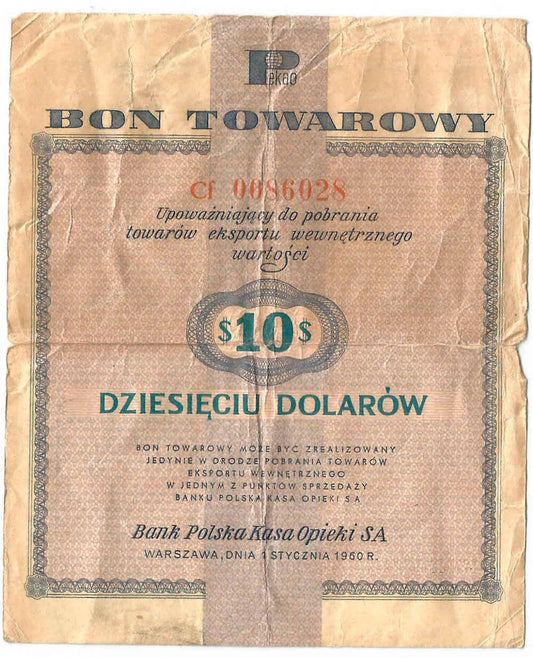 Pekao
BON TOWAROWY
Cf 0086028
Upoważniający do pobrania
towarów eksportu wewnętrznego
wartości
$10$
DZIESIĘCIU DOLARÓW
BON TOWAROWY MOŻE BYĆ ZREALIZOWANY
JEDYNIE W DRODZE POBRANIA TOWARÓW
EKSPORTU WEWNĘTRZNEGO
W JEDNYM Z PUNKTÓW SPRZEDAŻY
BANKU POLSKA KASA OPIEKI S A
Bank Polska Kasa Opieki SA
WARSZAWA, DNIA 1 STYCZNIA 1960 R.